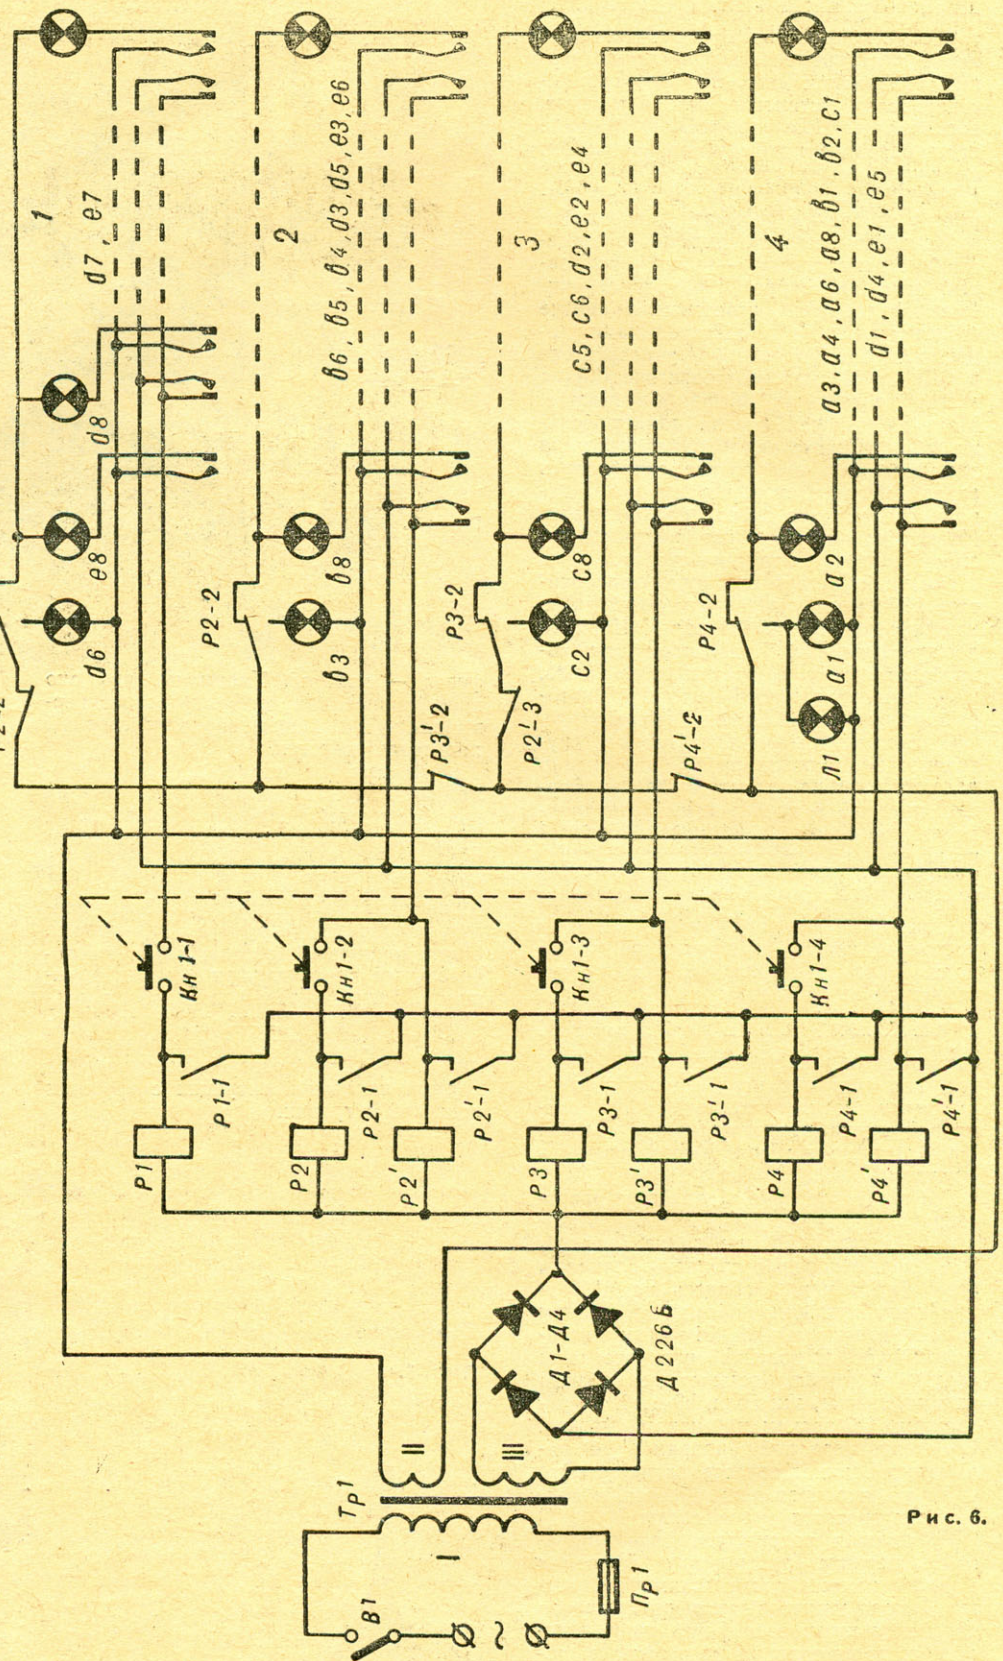 1
d7, e7
d8
e8
d6
2
в6, в5, в4, d3, d5, e3, e6
P2-2
в8
в3
P3'-2
3
c5, c6, d2, e2, e4
P3-2
c8
c2
P2'-3
P4'-2
4
a3, a4, a6, a8, в1, в2, c1
d1, d4, e1, e5
P4-2
a2
a1
Л1
Кн1-1
Кн1-2
Кн1-3
Кн1-4
P1-1
P2-1
P2'-1
P3-1
P3'-1
P4-1
P4'-1
P1
P2
P2'
P3
P3'
P4
P4'
Д1-Д4
Д226Б
II
III
Тр1
I
В1
~
Пр1
Рис. 6.